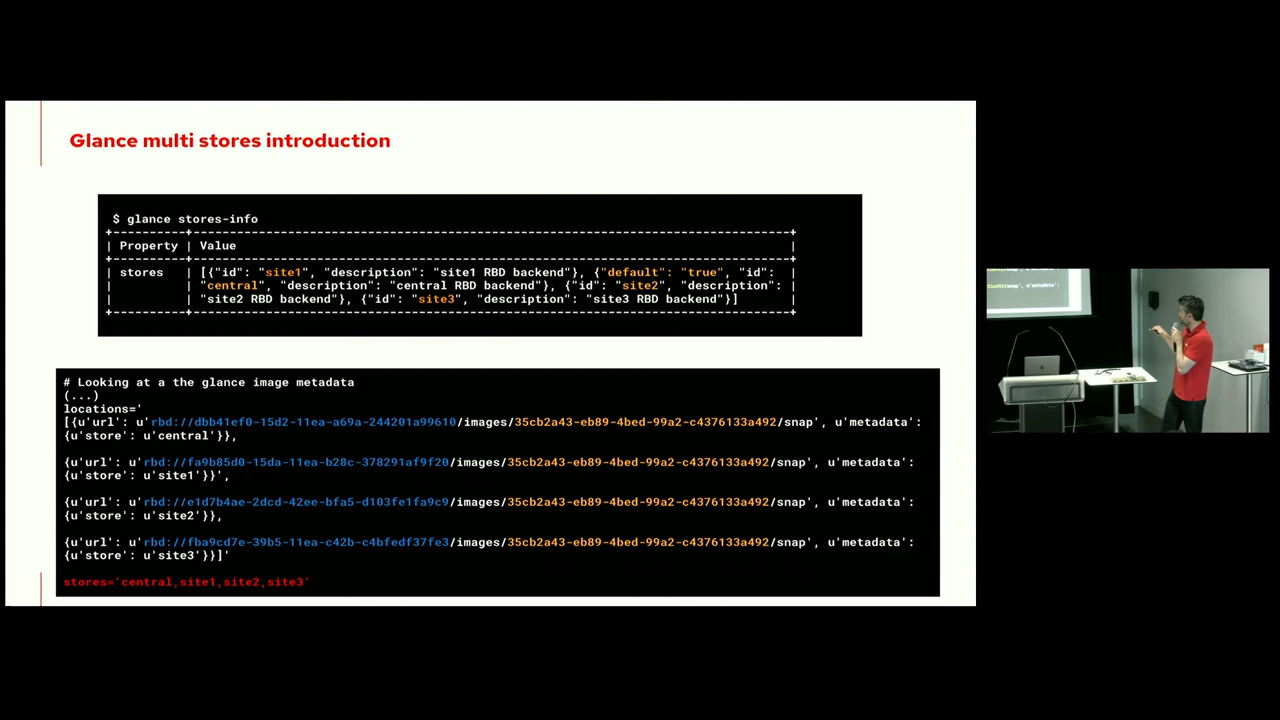 Glance multi stores introduction
$ glance stores-info
+----------+--------------------------------------------------------------------------------+
| Property | Value |
+----------+--------------------------------------------------------------------------------+
| stores | [{"id": "site1", "description": "site1 RBD backend"}, {"default": "true", "id": |
| | "central", "description": "central RBD backend"}, {"id": "site2", "description": |
| | "site2 RBD backend"}, {"id": "site3", "description": "site3 RBD backend"}] |
+----------+--------------------------------------------------------------------------------+
# Looking at a the glance image metadata
(...)
locations='
[{u'url': u'rbd://dbb41ef0-15d2-11ea-a69a-244201a99610/images/35cb2a43-eb89-4bed-99a2-c4376133a492/snap', u'metadata':
{u'store': u'central'}},
{u'url': u'rbd://fa9b85d0-15da-11ea-b28c-378291af9f20/images/35cb2a43-eb89-4bed-99a2-c4376133a492/snap', u'metadata':
{u'store': u'site1'}}',
{u'url': u'rbd://e1d7b4ae-2dcd-42ee-bfa5-d103fe1fa9c9/images/35cb2a43-eb89-4bed-99a2-c4376133a492/snap', u'metadata':
{u'store': u'site2'}},
{u'url': u'rbd://fba9cd7e-39b5-11ea-c42b-c4bfedf37fe3/images/35cb2a43-eb89-4bed-99a2-c4376133a492/snap', u'metadata':
{u'store': u'site3'}}]'
stores='central,site1,site2,site3'